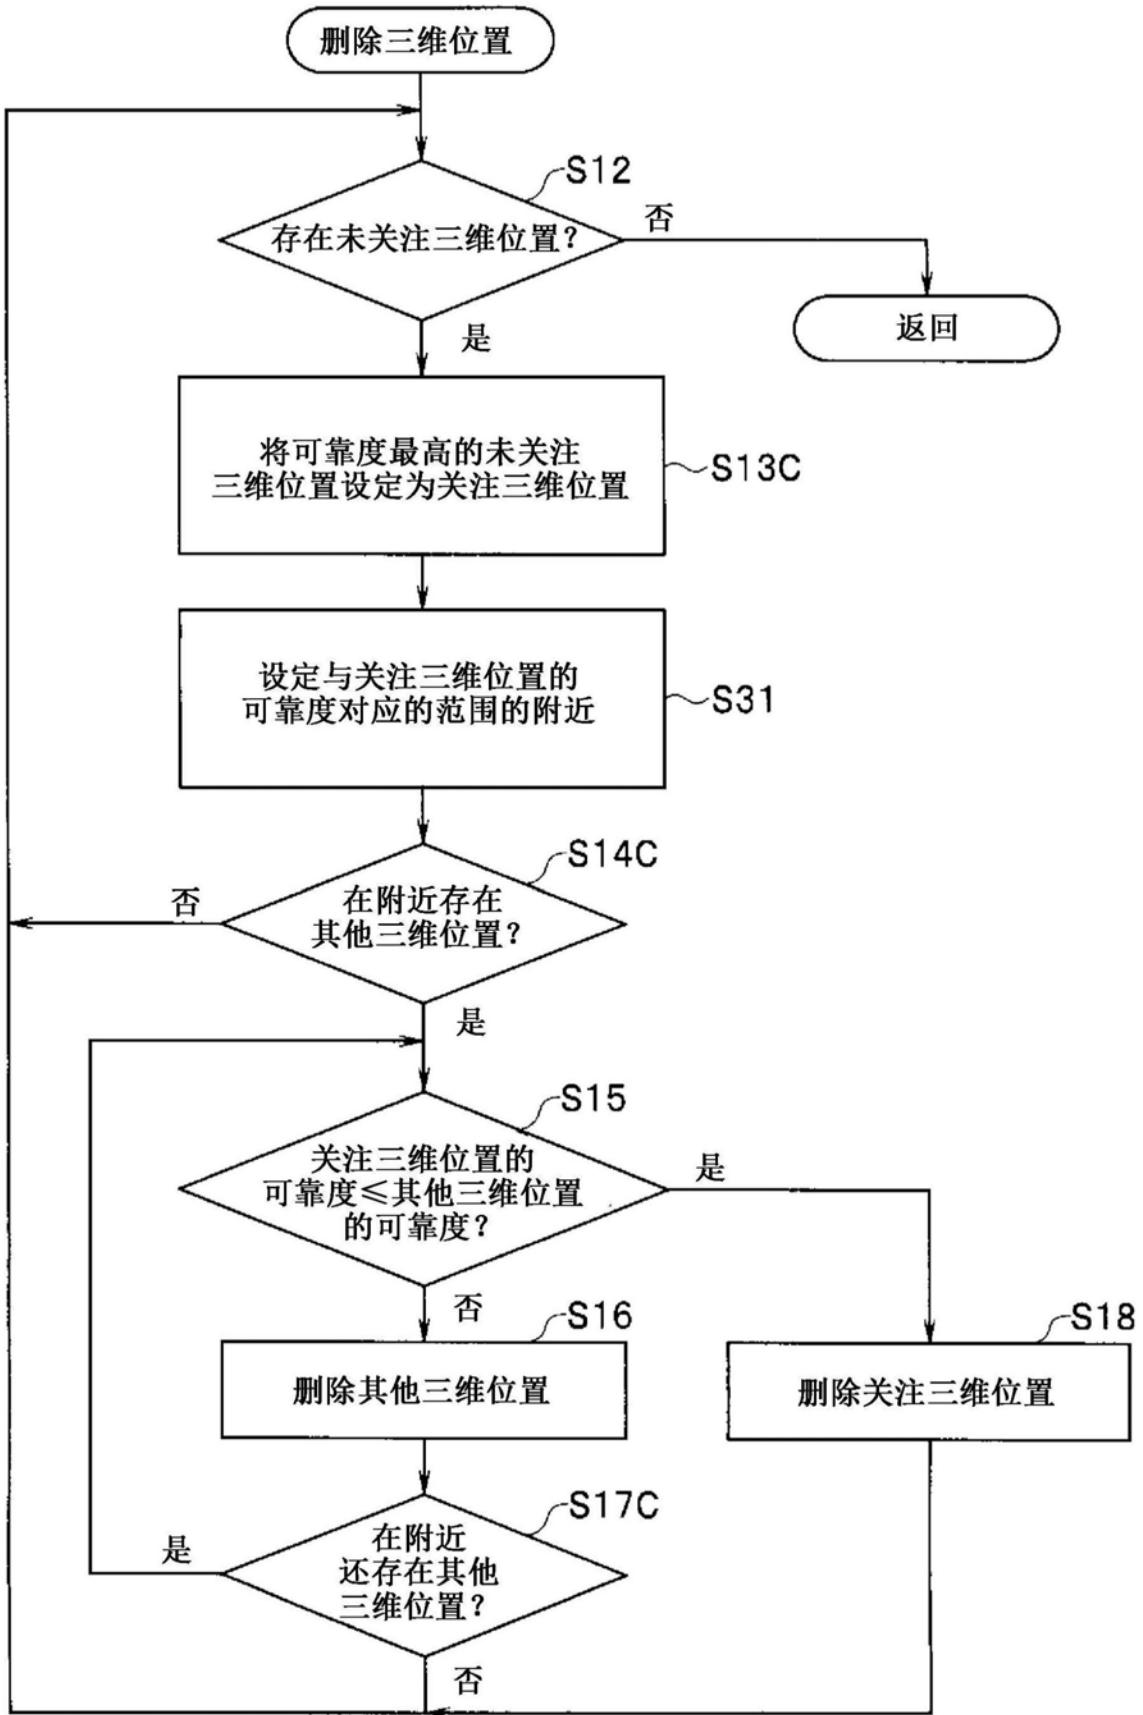 删除三维位置
S12
存在未关注三维位置?
否
返回
是
将可靠度最高的未关注
三维位置设定为关注三维位置
S13C
设定与关注三维位置的
可靠度对应的范围的附近
S31
S14C
否
在附近存在
其他三维位置?
是
S15
关注三维位置的
可靠度≤其他三维位置
的可靠度?
是
否
S16
删除其他三维位置
S18
删除关注三维位置
S17C
是
在附近
还存在其他
三维位置?
否